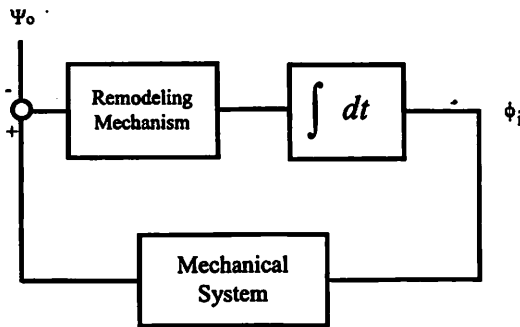 Ψo
-
+
Remodeling
Mechanism
∫ dt
ϕi
Mechanical
System